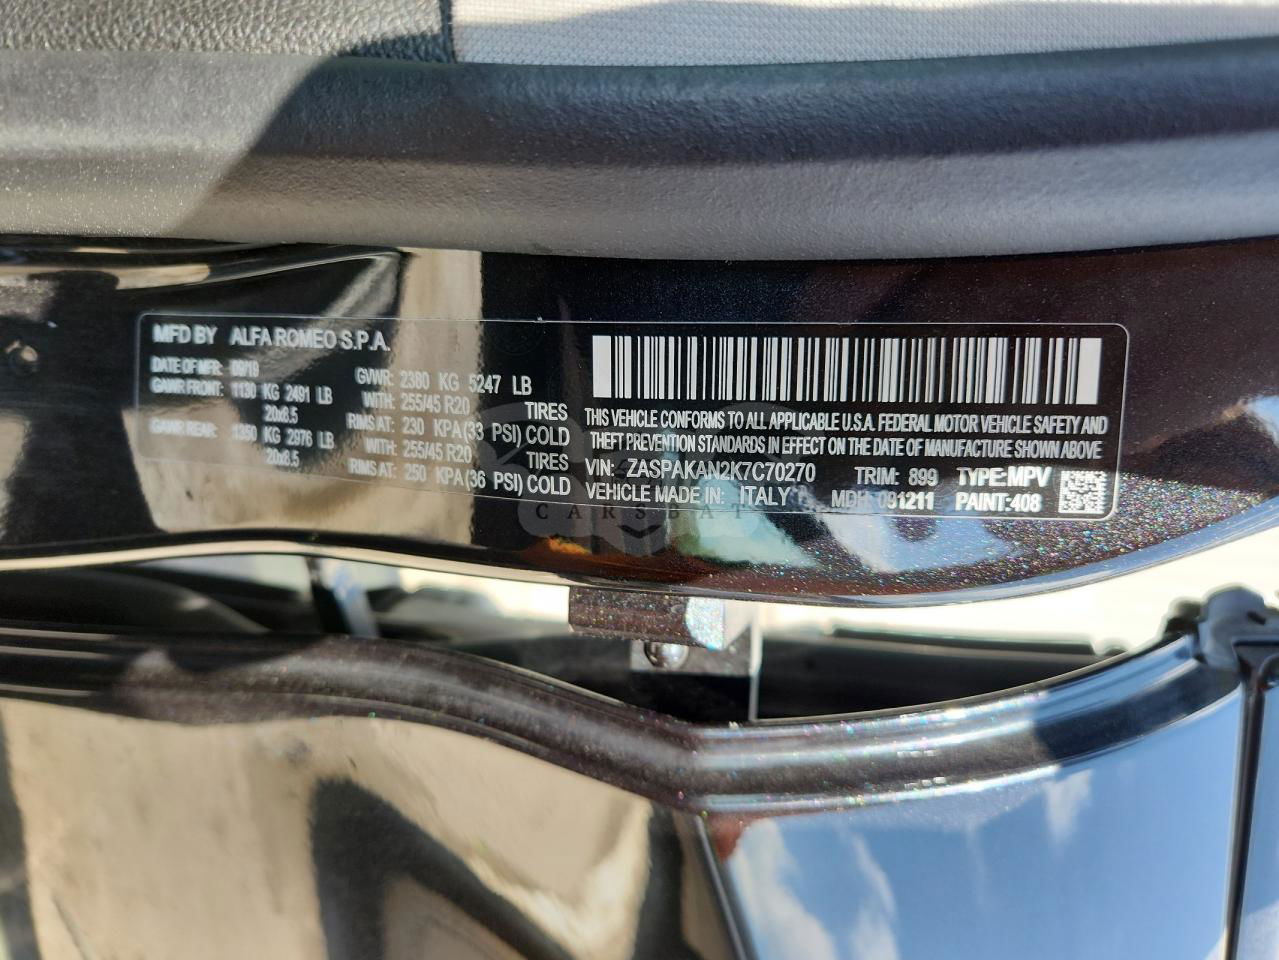 MFD BY ALFA ROMEO S.P.A.
DATE OF MFR: 09/19
GVWR: 2380 KG 5247 LB
GAWR FRONT: 1130 KG 2491 LB
WITH: 255/45 R20 TIRES
20x8.5
RIMS AT: 230 KPA(33 PSI) COLD
GAWR REAR: 1350 KG 2976 LB
WITH: 255/45 R20 TIRES
20x8.5
RIMS AT: 250 KPA(36 PSI) COLD
THIS VEHICLE CONFORMS TO ALL APPLICABLE U.S.A. FEDERAL MOTOR VEHICLE SAFETY AND
THEFT PREVENTION STANDARDS IN EFFECT ON THE DATE OF MANUFACTURE SHOWN ABOVE
VIN: ZASPAKAN2K7C70270 TRIM: 899 TYPE: MPV
VEHICLE MADE IN: ITALY MDH 091211 PAINT: 408